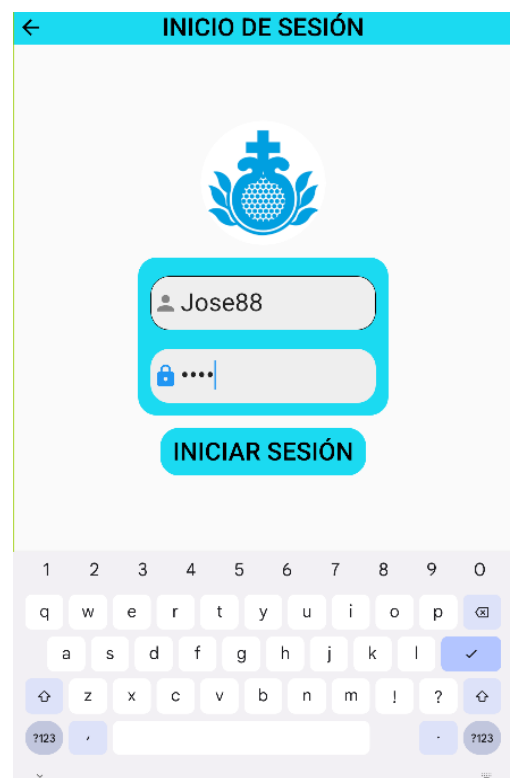 INICIO DE SESIÓN
Jose88
••••
INICIAR SESIÓN
1 2 3 4 5 6 7 8 9 0
q w e r t y u i o p
a s d f g h j k l
z x c v b n m ! ?
?123 , . ?123